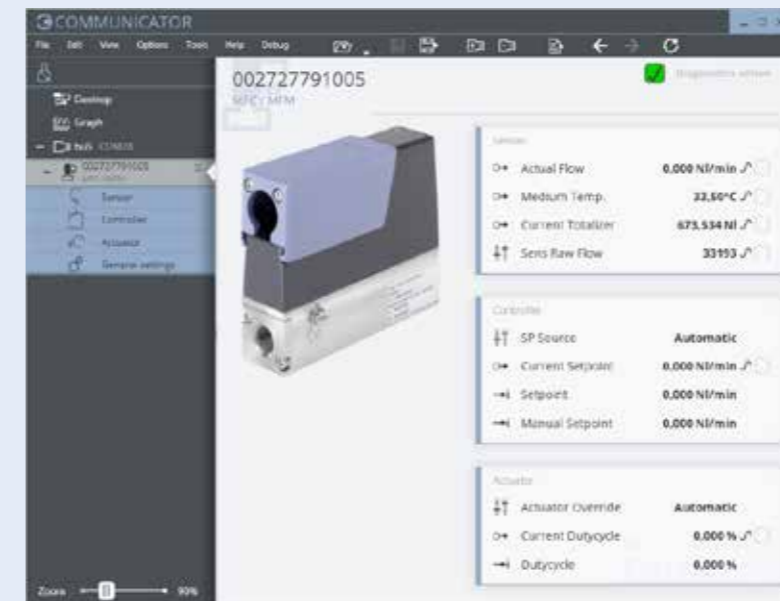 COMMUNICATOR
File Edit View Options Tools Help Debug
002727791005
MFC / MFM
Diagnostics
Desktop
Graph
002727791005
Sensor
Controller
Actuator
General settings
Sensor
Actual Flow 0,000 Nl/min
Medium Temp. 33,50°C
Current Totalizer 673,534 Nl
Sens Raw Flow 33193
Controller
SP Source Automatic
Current Setpoint 0,000 Nl/min
Setpoint 0,000 Nl/min
Manual Setpoint 0,000 Nl/min
Actuator
Actuator Override Automatic
Current Dutycycle 0,000 %
Dutycycle 0,000 %
Zoom 90%